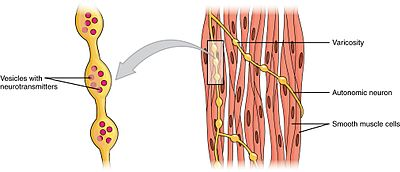 Vesicles with
neurotransmitters
Varicosity
Autonomic neuron
Smooth muscle cells